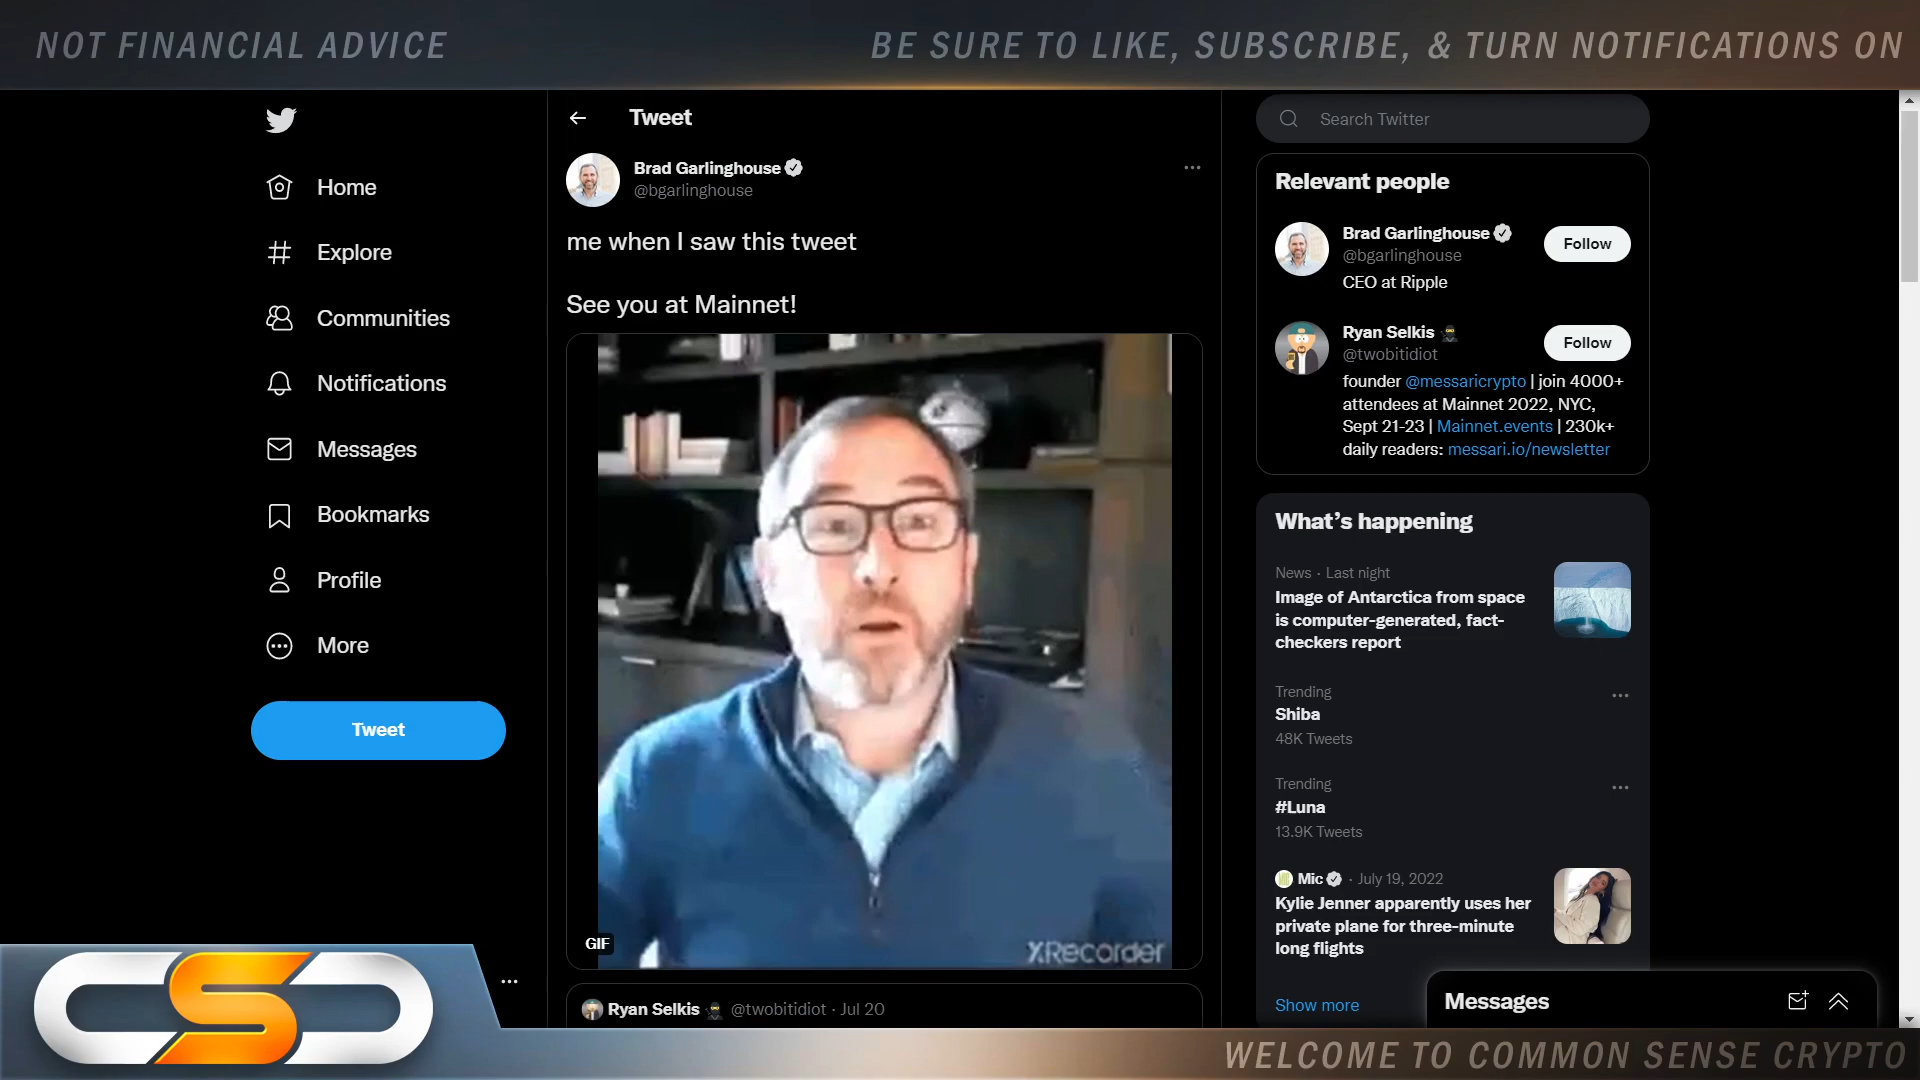 NOT FINANCIAL ADVICE
BE SURE TO LIKE, SUBSCRIBE, & TURN NOTIFICATIONS ON
Home
Explore
Communities
Notifications
Messages
Bookmarks
Profile
More
Tweet
Tweet
Brad Garlinghouse
@bgarlinghouse
me when I saw this tweet
See you at Mainnet!
GIF
XRecorder
Ryan Selkis @twobitidiot · Jul 20
Search Twitter
Relevant people
Brad Garlinghouse
@bgarlinghouse
Follow
CEO at Ripple
Ryan Selkis
@twobitidiot
Follow
founder @messaricrypto | join 4000+
attendees at Mainnet 2022, NYC,
Sept 21-23 | Mainnet.events | 230k+
daily readers: messari.io/newsletter
What's happening
News · Last night
Image of Antarctica from space
is computer-generated, fact-
checkers report
Trending
Shiba
48K Tweets
Trending
#Luna
13.9K Tweets
Mic · July 19, 2022
Kylie Jenner apparently uses her
private plane for three-minute
long flights
Show more
Messages
CSC
WELCOME TO COMMON SENSE CRYPTO